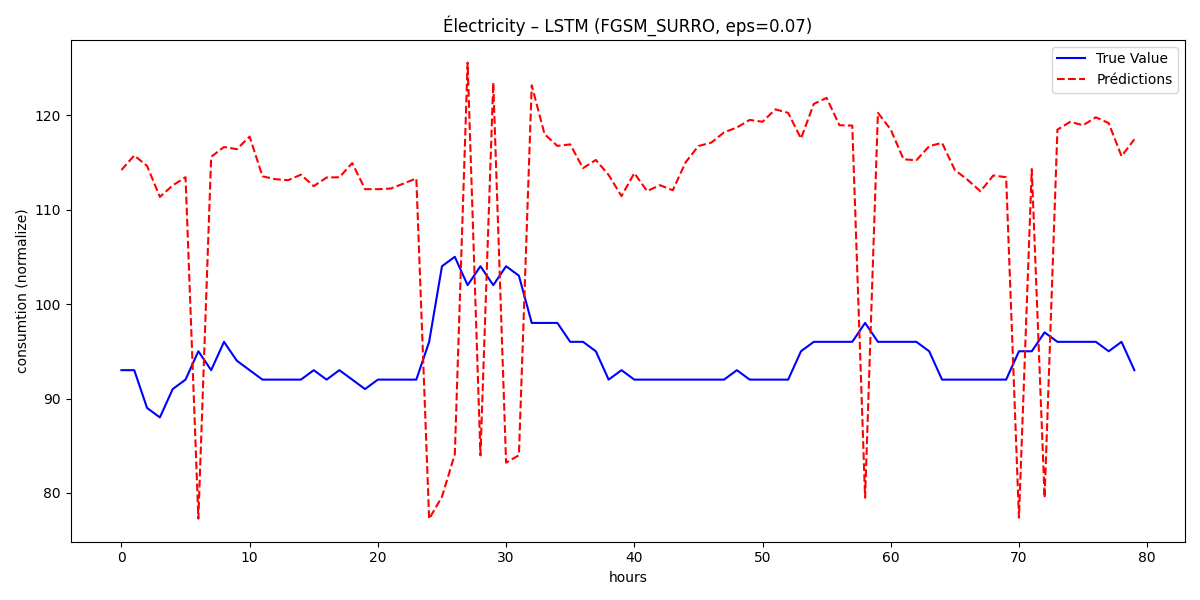 Électricity – LSTM (FGSM_SURRO, eps=0.07)
True Value
Prédictions
consumtion (normalize)
120
110
100
90
80
0 10 20 30 40 50 60 70 80
hours